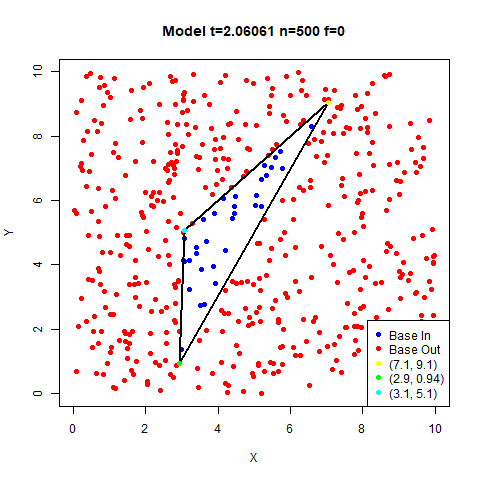 Model t=2.06061 n=500 f=0
Y
10
8
6
4
2
0
Base In
Base Out
(7.1, 9.1)
(2.9, 0.94)
(3.1, 5.1)
0 2 4 6 8 10
X